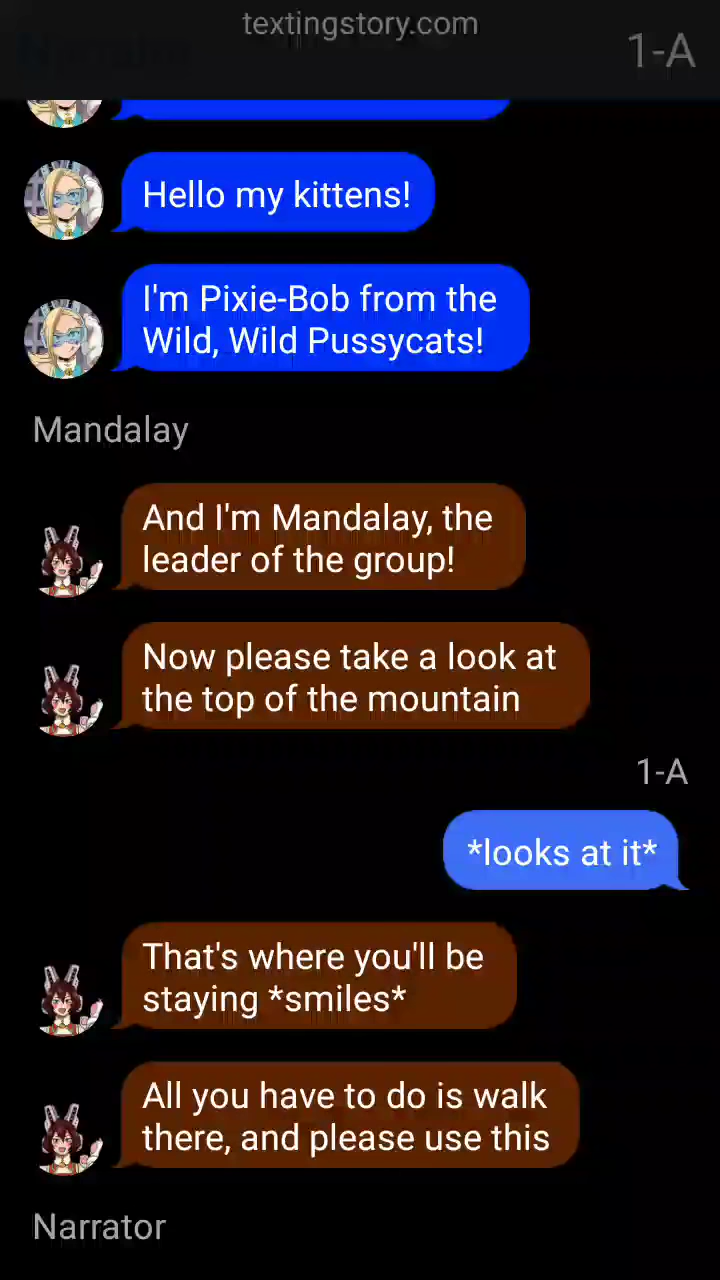 textingstory.com
1-A
Hello my kittens!
I'm Pixie-Bob from the
Wild, Wild Pussycats!
Mandalay
And I'm Mandalay, the
leader of the group!
Now please take a look at
the top of the mountain
1-A
*looks at it*
That's where you'll be
staying *smiles*
All you have to do is walk
there, and please use this
Narrator